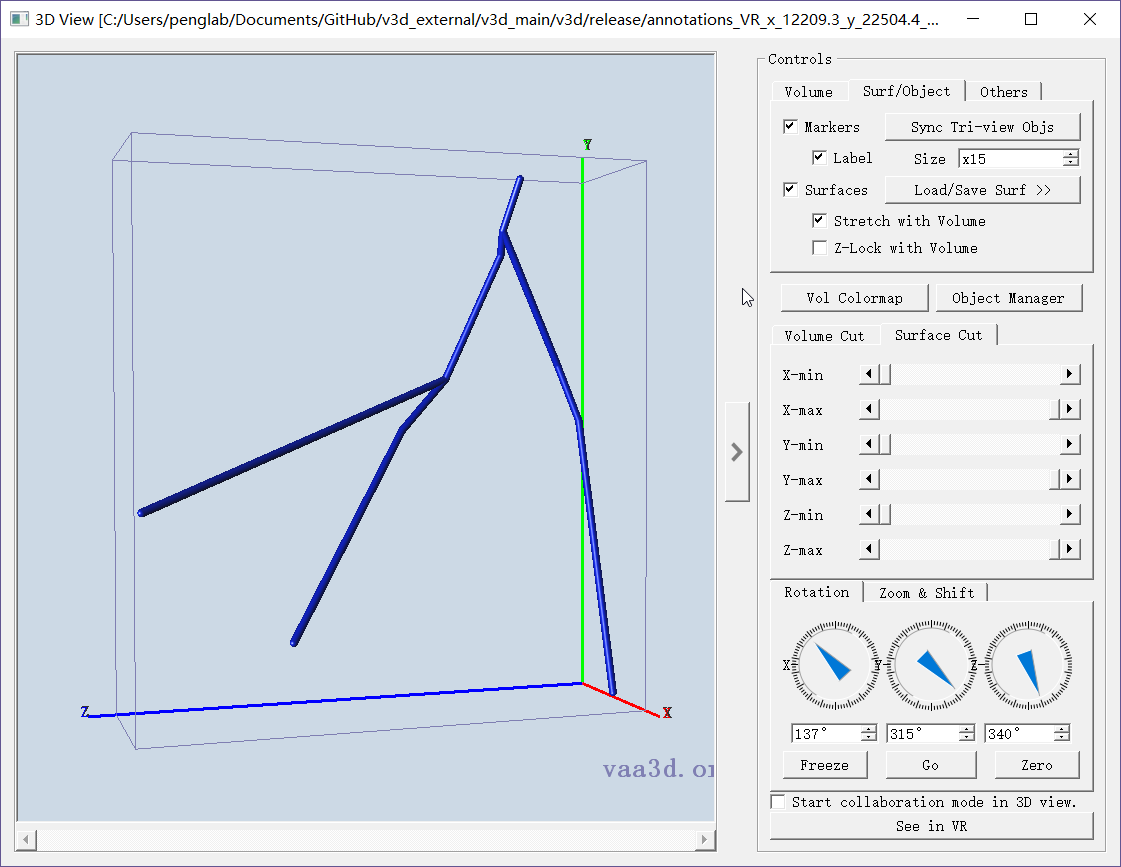 3D View [C:/Users/penglab/Documents/GitHub/v3d_external/v3d_main/v3d/release/annotations_VR_x_12209.3_y_22504.4_...
Controls
Volume Surf/Object Others
Markers Sync Tri-view Objs
Label Size x15
Surfaces Load/Save Surf >>
Stretch with Volume
Z-Lock with Volume
Vol Colormap Object Manager
Volume Cut Surface Cut
X-min
X-max
Y-min
Y-max
Z-min
Z-max
Rotation Zoom & Shift
X Y Z
137° 315° 340°
Freeze Go Zero
Start collaboration mode in 3D view.
See in VR
Y
Z
X
vaa3d.or